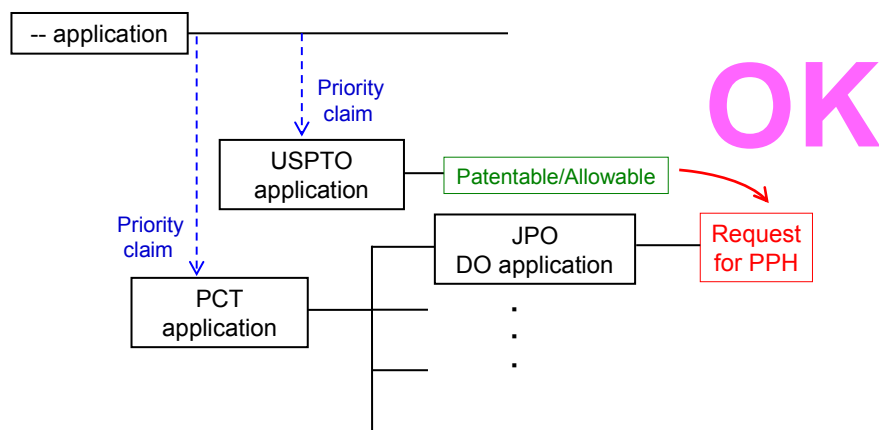 -- application
OK
Priority
claim
USPTO
application
Patentable/Allowable
Priority
claim
JPO
DO application
Request
for PPH
PCT
application